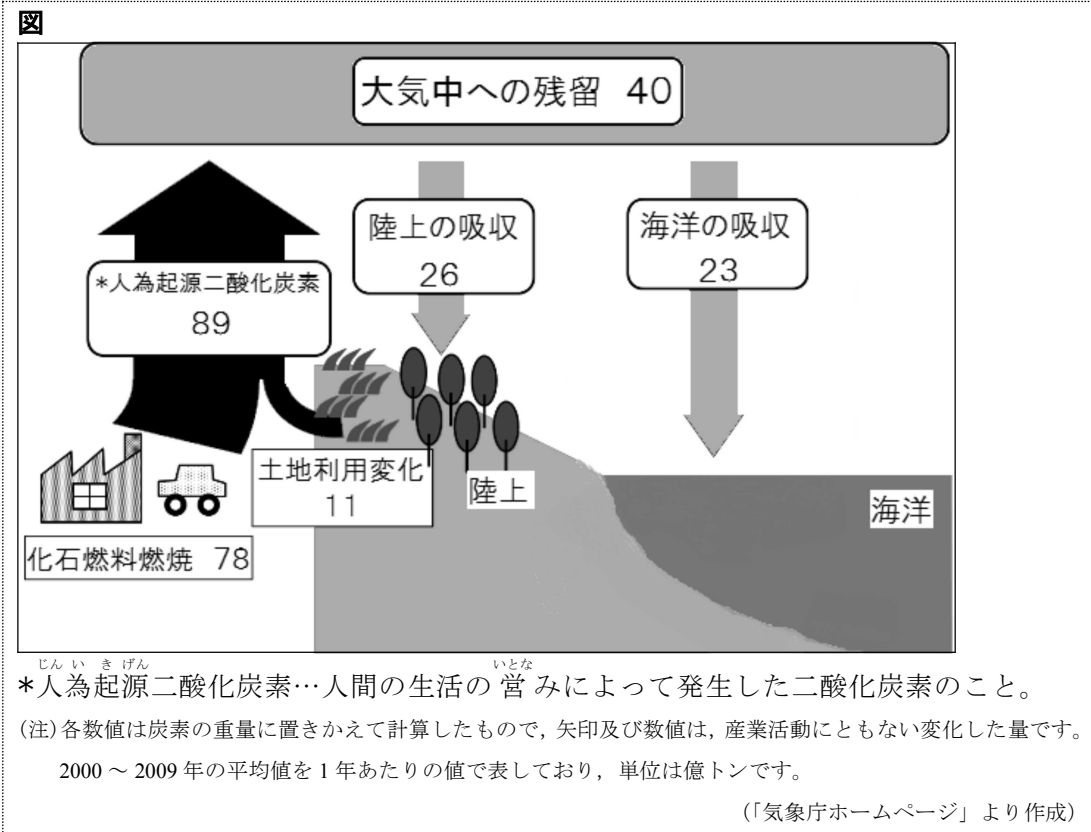 図
大気中への残留 40
陸上の吸収
26
海洋の吸収
23
*人為起源二酸化炭素
89
土地利用変化
11
陸上
海洋
化石燃料燃焼 78
じん い き げん
いとな
*人為起源二酸化炭素…人間の生活の営みによって発生した二酸化炭素のこと。
(注)各数値は炭素の重量に置きかえて計算したもので，矢印及び数値は，産業活動にともない変化した量です。
2000～2009年の平均値を1年あたりの値で表しており，単位は億トンです。
(「気象庁ホームページ」より作成)